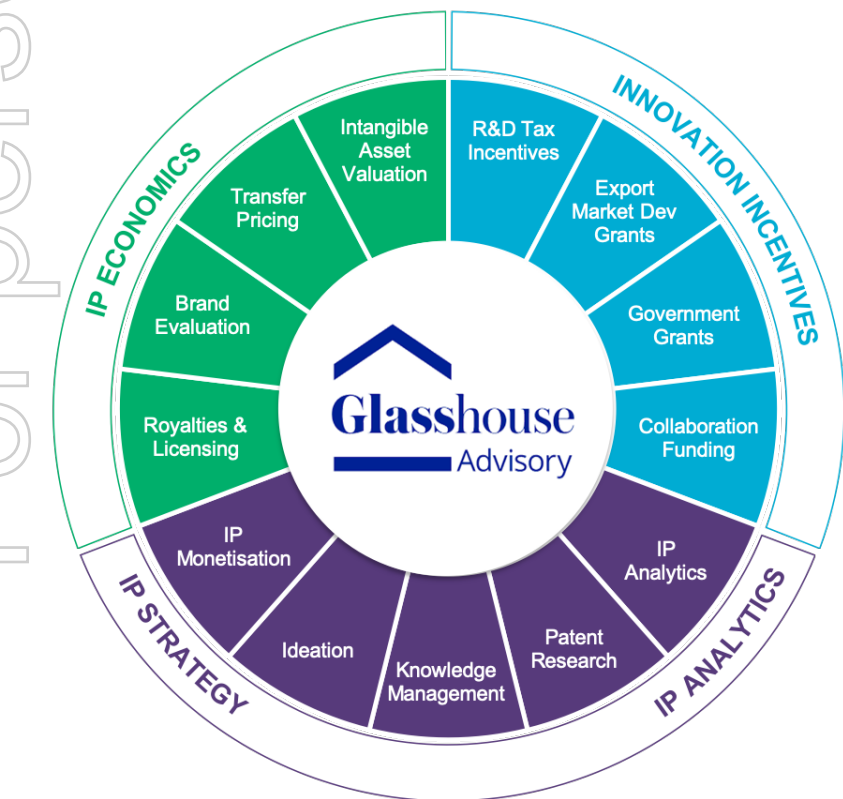 For pers
IP ECONOMICS
INNOVATION INCENTIVES
IP STRATEGY
IP ANALYTICS
Intangible
Asset
Valuation
Transfer
Pricing
Brand
Evaluation
Royalties &
Licensing
R&D Tax
Incentives
Export
Market Dev
Grants
Government
Grants
Collaboration
Funding
IP
Analytics
Patent
Research
Knowledge
Management
Ideation
IP
Monetisation
Glasshouse
Advisory